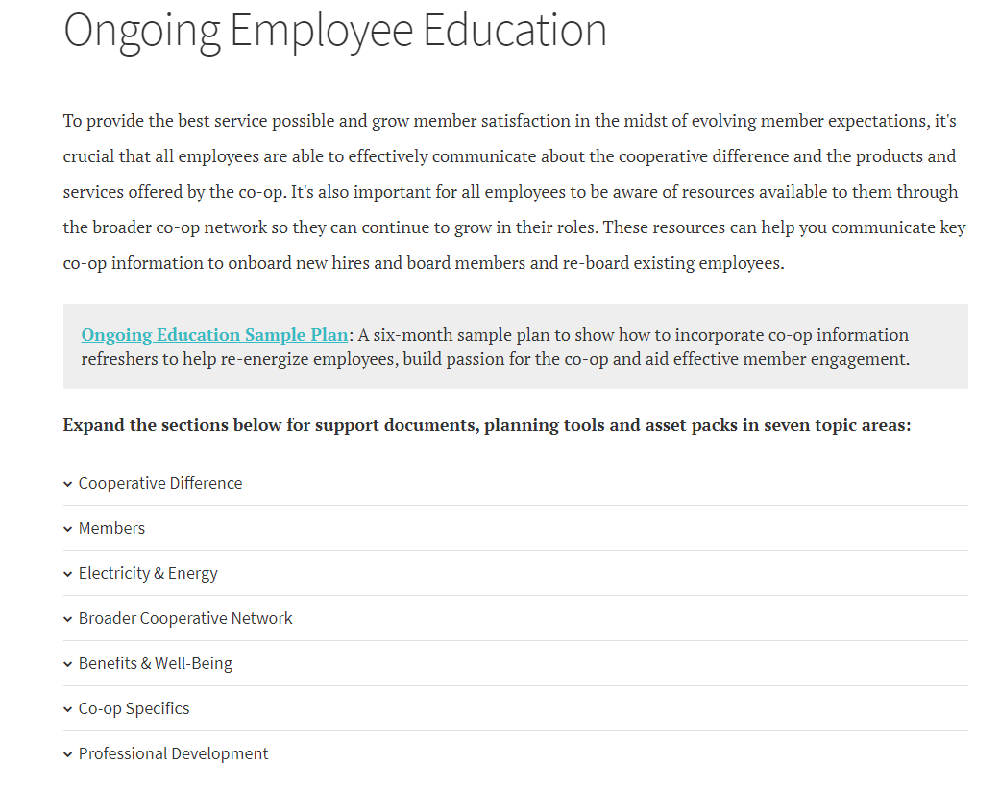 Ongoing Employee Education
To provide the best service possible and grow member satisfaction in the midst of evolving member expectations, it's
crucial that all employees are able to effectively communicate about the cooperative difference and the products and
services offered by the co-op. It's also important for all employees to be aware of resources available to them through
the broader co-op network so they can continue to grow in their roles. These resources can help you communicate key
co-op information to onboard new hires and board members and re-board existing employees.
Ongoing Education Sample Plan: A six-month sample plan to show how to incorporate co-op information
refreshers to help re-energize employees, build passion for the co-op and aid effective member engagement.
Expand the sections below for support documents, planning tools and asset packs in seven topic areas:
Cooperative Difference
Members
Electricity & Energy
Broader Cooperative Network
Benefits & Well-Being
Co-op Specifics
Professional Development